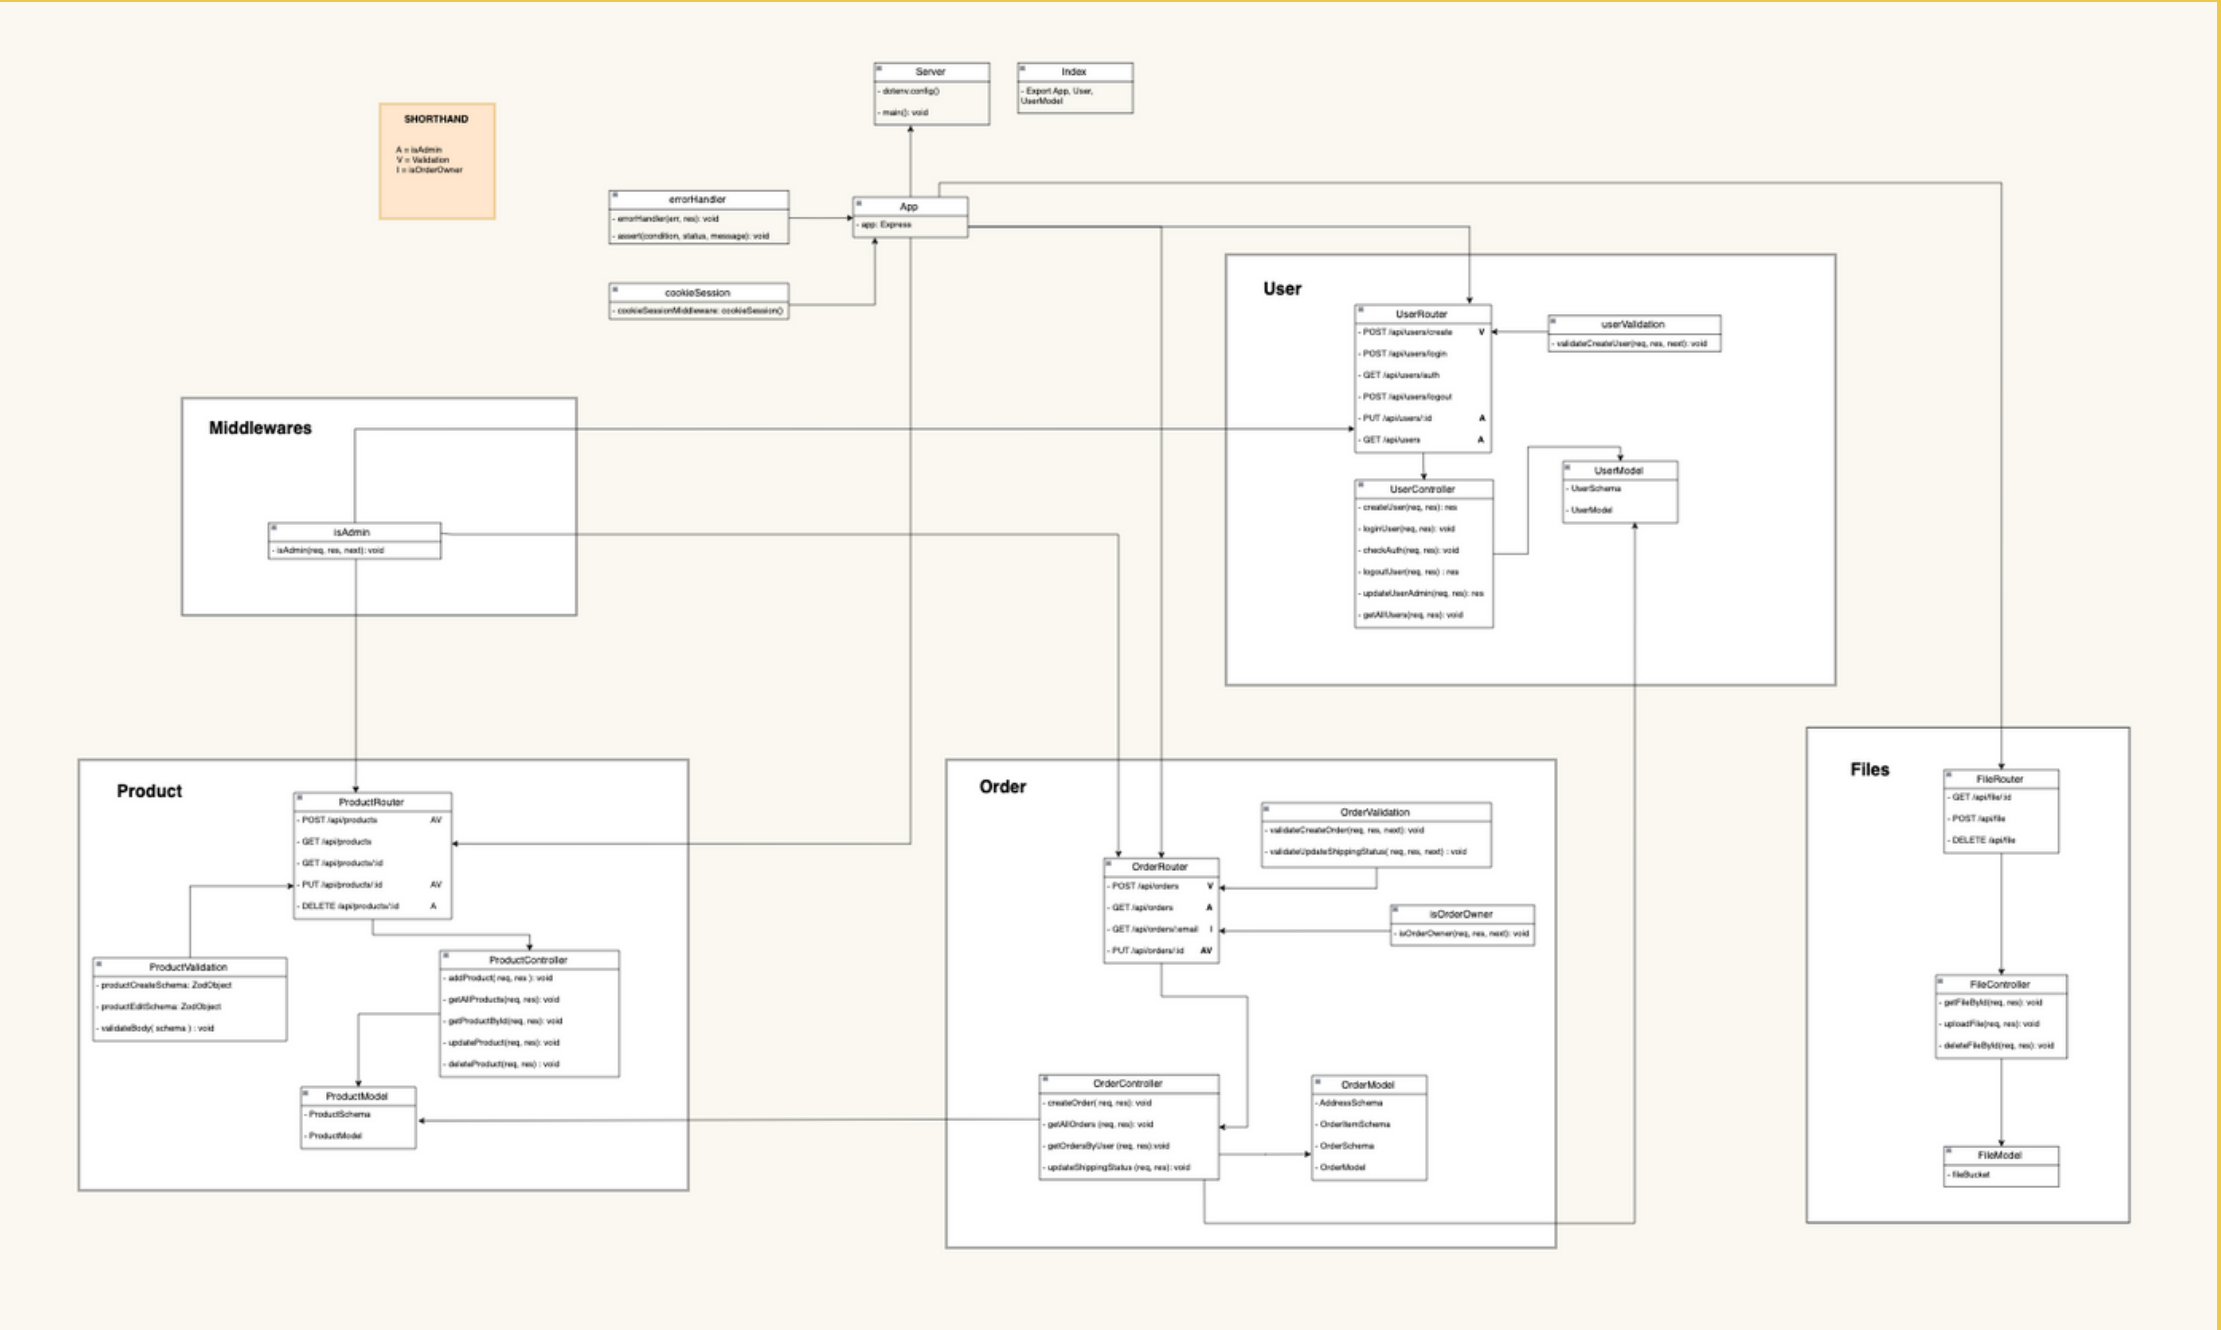 Server
- dotenv.config()
- main(): void
Index
- Export App, User,
UserModel
SHORTHAND
A = isAdmin
V = Validation
I = isOrderOwner
errorHandler
- errorHandler(err, res): void
- assert(condition, status, message): void
App
- app: Express
cookieSession
- cookieSessionMiddleware: cookieSession()
User
UserRouter
- POST /api/users/create V
- POST /api/users/login
- GET /api/users/auth
- POST /api/users/logout
- PUT /api/users/:id A
- GET /api/users A
userValidation
- validateCreateUser(req, res, next): void
UserController
- createUser(req, res): res
- loginUser(req, res): void
- checkAuth(req, res): void
- logoutUser(req, res) : res
- updateUserAdmin(req, res): res
- getAllUsers(req, res): void
UserModel
- UserSchema
- UserModel
Middlewares
isAdmin
- isAdmin(req, res, next): void
Product
ProductRouter
- POST /api/products AV
- GET /api/products
- GET /api/products/:id
- PUT /api/products/:id AV
- DELETE /api/products/:id A
ProductValidation
- productCreateSchema: ZodObject
- productEditSchema: ZodObject
- validateBody( schema ) : void
ProductController
- addProduct( req, res ): void
- getAllProducts(req, res): void
- getProductById(req, res): void
- updateProduct(req, res): void
- deleteProduct(req, res) : void
ProductModel
- ProductSchema
- ProductModel
Order
OrderValidation
- validateCreateOrder(req, res, next): void
- validateUpdateShippingStatus( req, res, next) : void
OrderRouter
- POST /api/orders V
- GET /api/orders A
- GET /api/orders/:email I
- PUT /api/orders/:id AV
isOrderOwner
- isOrderOwner(req, res, next): void
OrderController
- createOrder( req, res): void
- getAllOrders (req, res): void
- getOrdersByUser (req, res):void
- updateShippingStatus (req, res): void
OrderModel
- AddressSchema
- OrderItemSchema
- OrderSchema
- OrderModel
Files
FileRouter
- GET /api/file/:id
- POST /api/file
- DELETE /api/file
FileController
- getFileById(req, res): void
- uploadFile(req, res): void
- deleteFileById(req, res): void
FileModel
- fileBucket